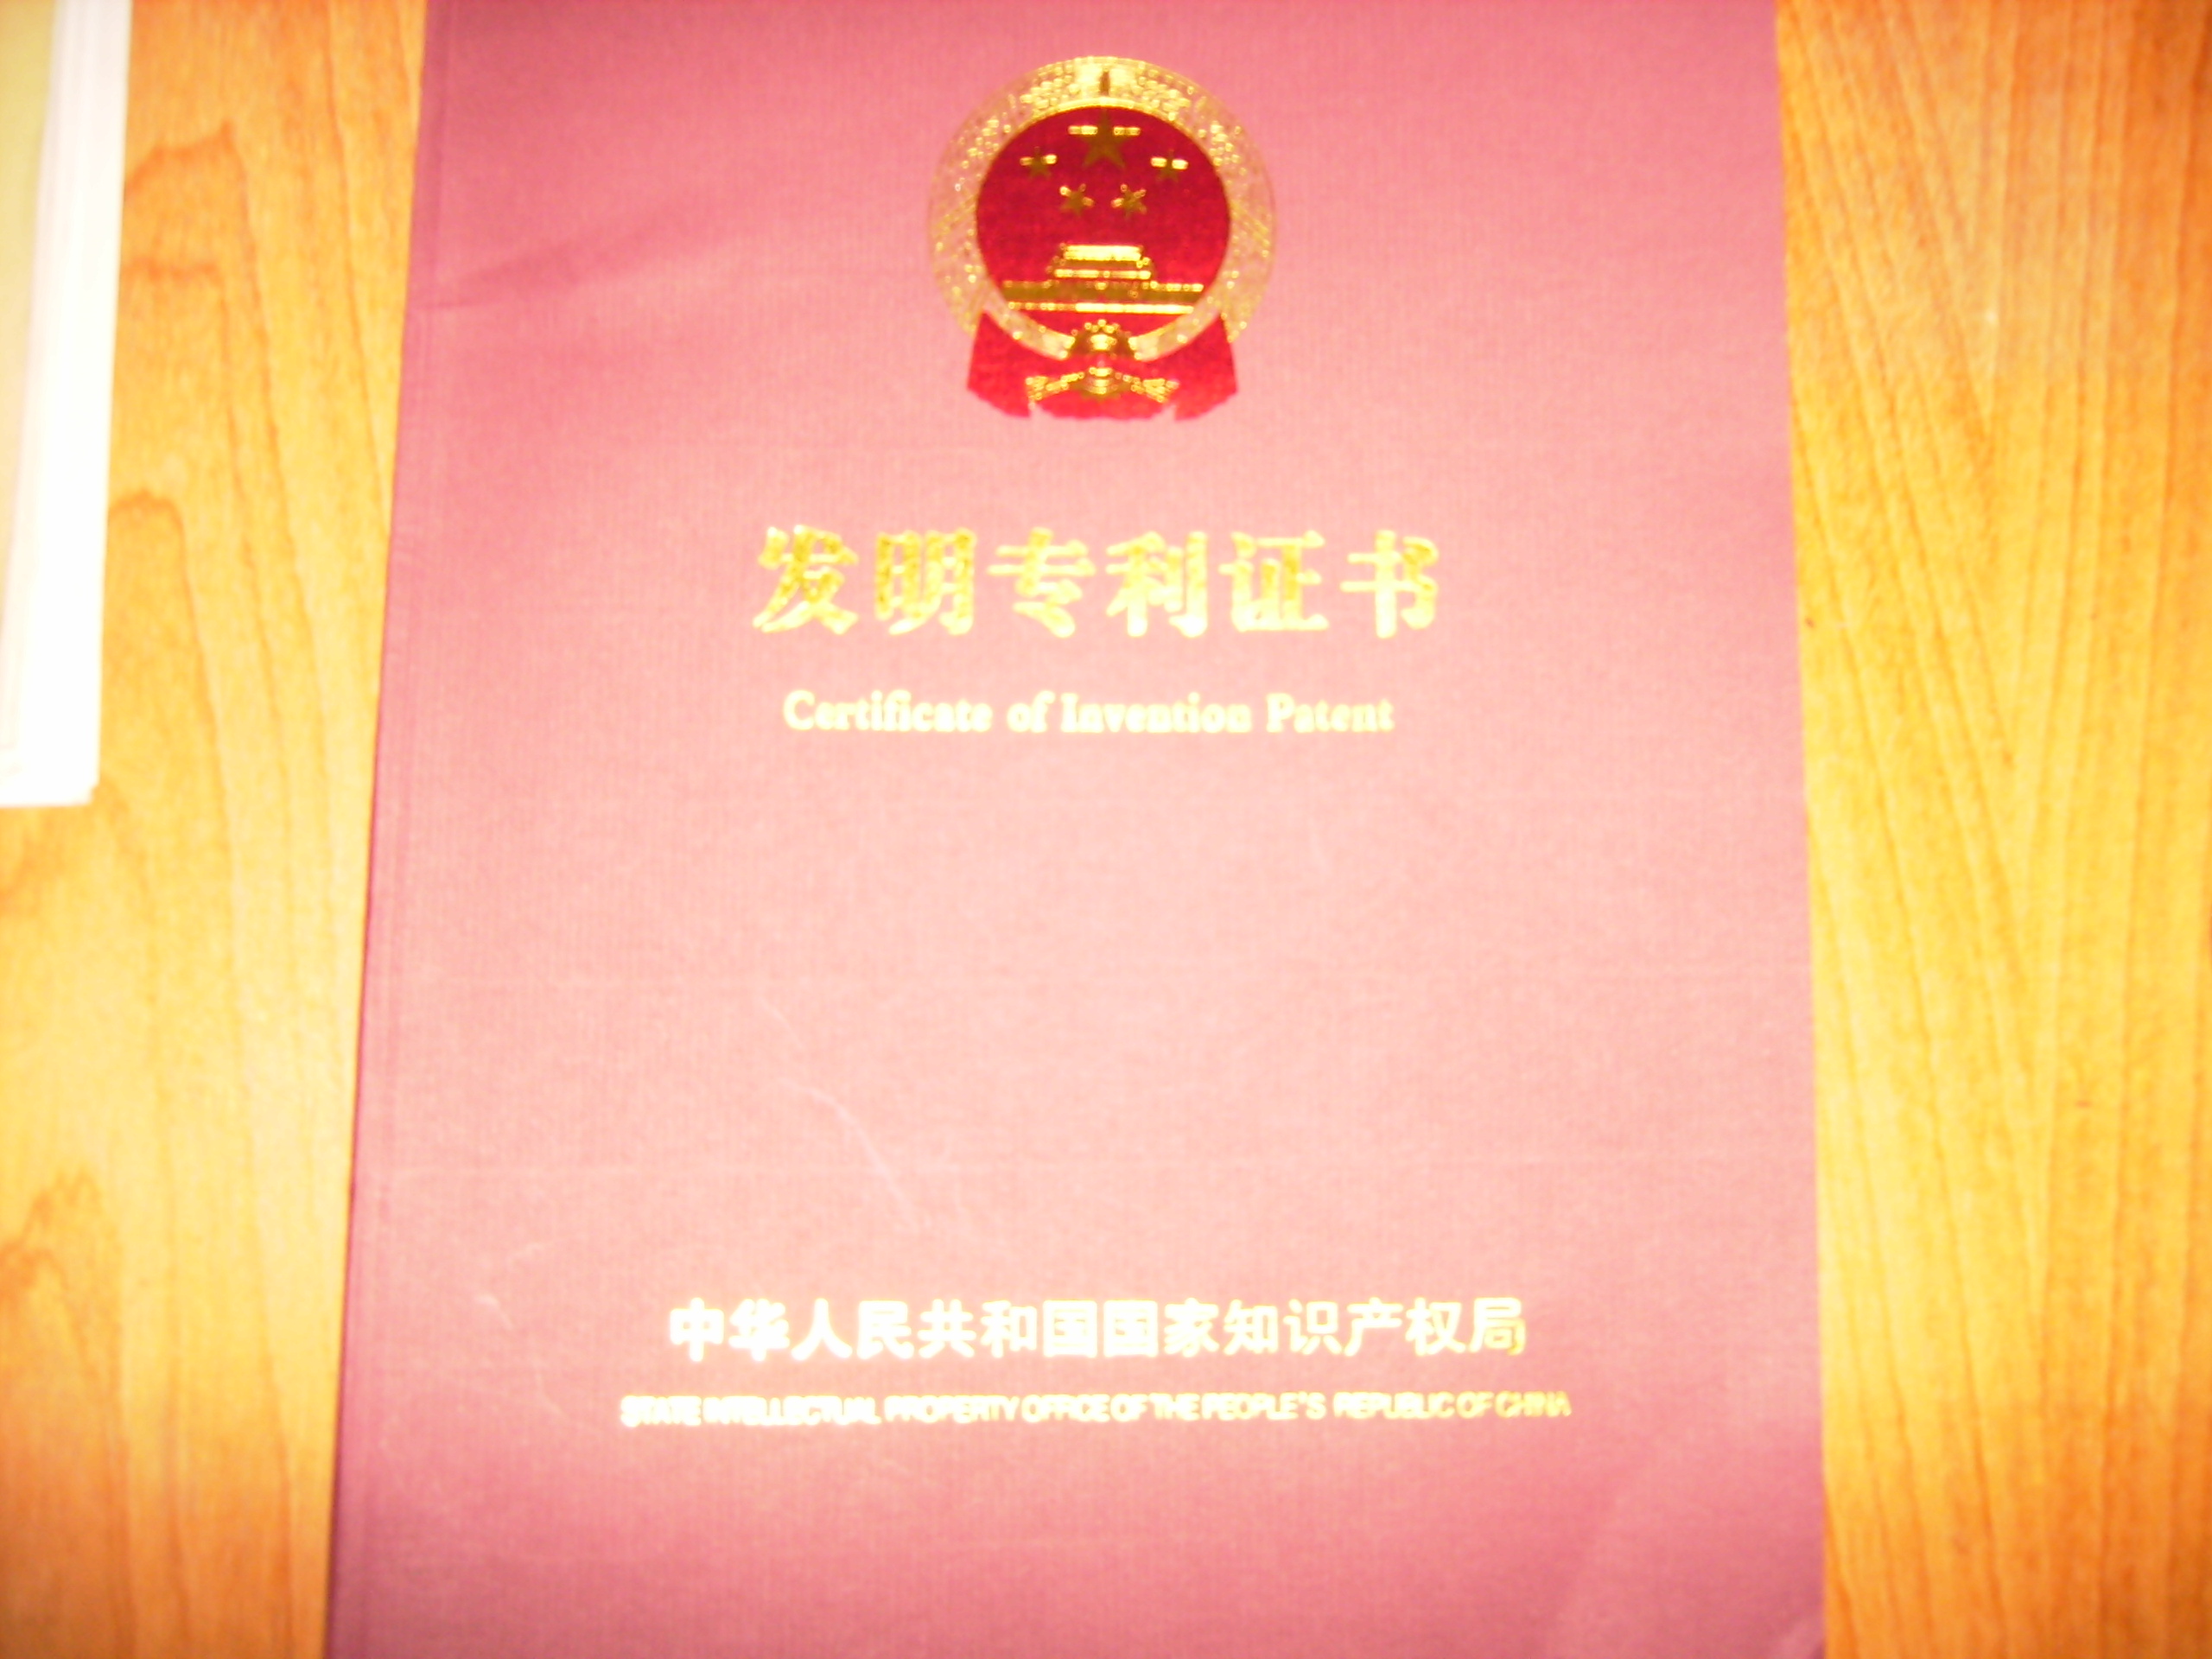 发明专利证书
Certificate of Invention Patent
中华人民共和国国家知识产权局
STATE INTELLECTUAL PROPERTY OFFICE OF THE PEOPLE'S REPUBLIC OF CHINA